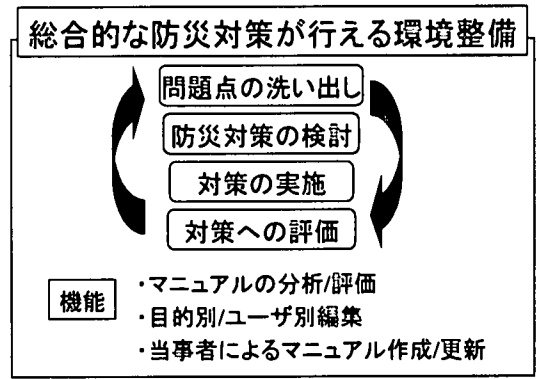 総合的な防災対策が行える環境整備
問題点の洗い出し
防災対策の検討
対策の実施
対策への評価
機能
・マニュアルの分析/評価
・目的別/ユーザ別編集
・当事者によるマニュアル作成/更新